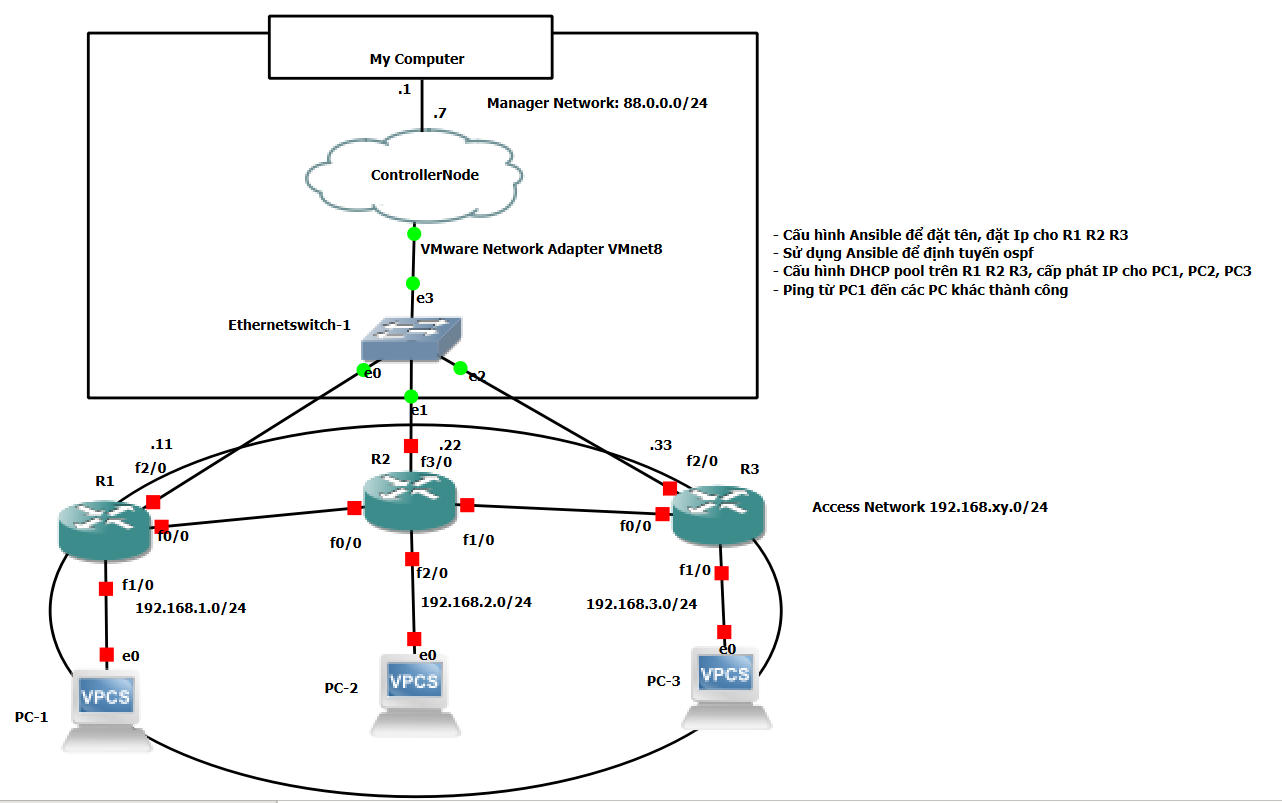 My Computer
.1
Manager Network: 88.0.0.0/24
.7
ControllerNode
VMware Network Adapter VMnet8
- Cấu hình Ansible để đặt tên, đặt Ip cho R1 R2 R3
- Sử dụng Ansible để định tuyến ospf
- Cấu hình DHCP pool trên R1 R2 R3, cấp phát IP cho PC1, PC2, PC3
- Ping từ PC1 đến các PC khác thành công
e3
Ethernetswitch-1
e0
e2
e1
.11
.22
.33
f2/0
R2
f3/0
f2/0
R3
R1
Access Network 192.168.xy.0/24
f0/0
f0/0
f1/0
f0/0
f1/0
192.168.1.0/24
f2/0
192.168.2.0/24
f1/0
192.168.3.0/24
e0
e0
e0
VPCS
VPCS
VPCS
PC-1
PC-2
PC-3